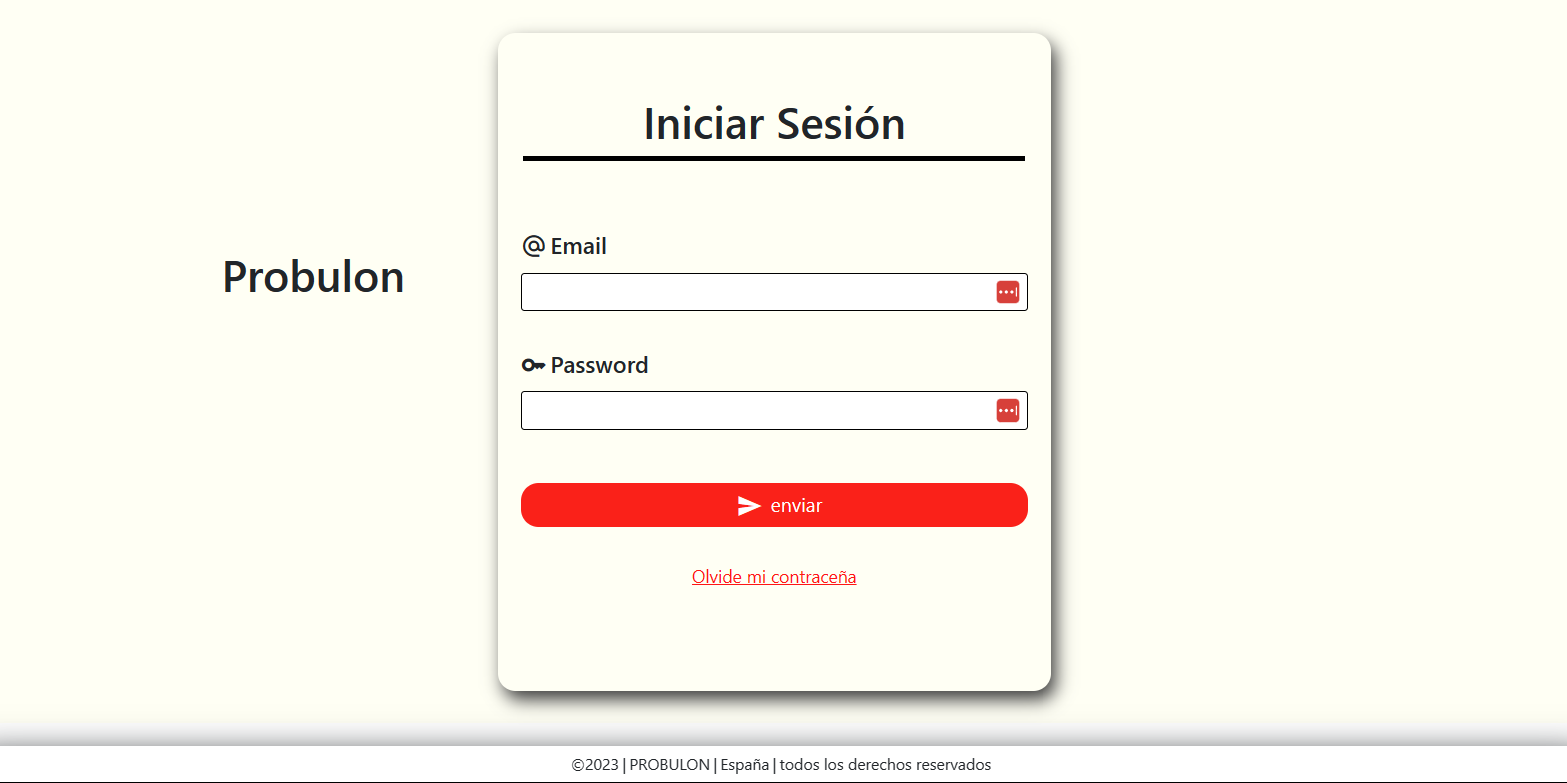 Iniciar Sesión
Probulon
Email
Password
enviar
Olvide mi contraceña
©2023 | PROBULON | España | todos los derechos reservados